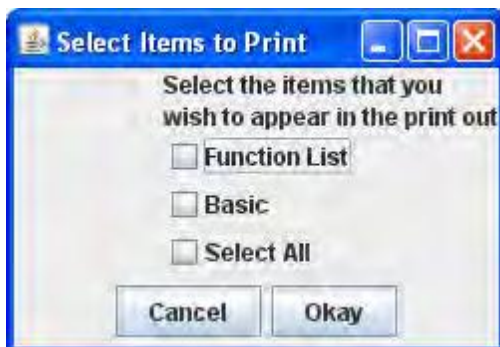 Select Items to Print
Select the items that you
wish to appear in the print out
Function List
Basic
Select All
Cancel Okay